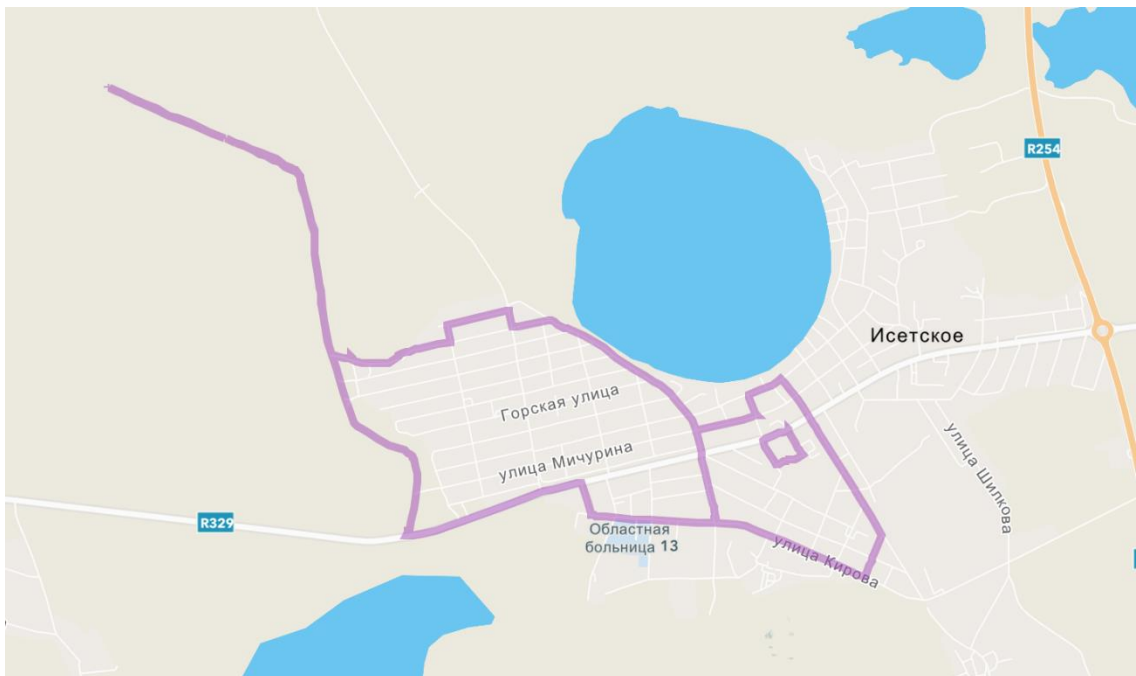 R254
Исетское
Горская улица
улица Мичурина
улица Шилкова
R329
Областная
больница 13
улица Кирова